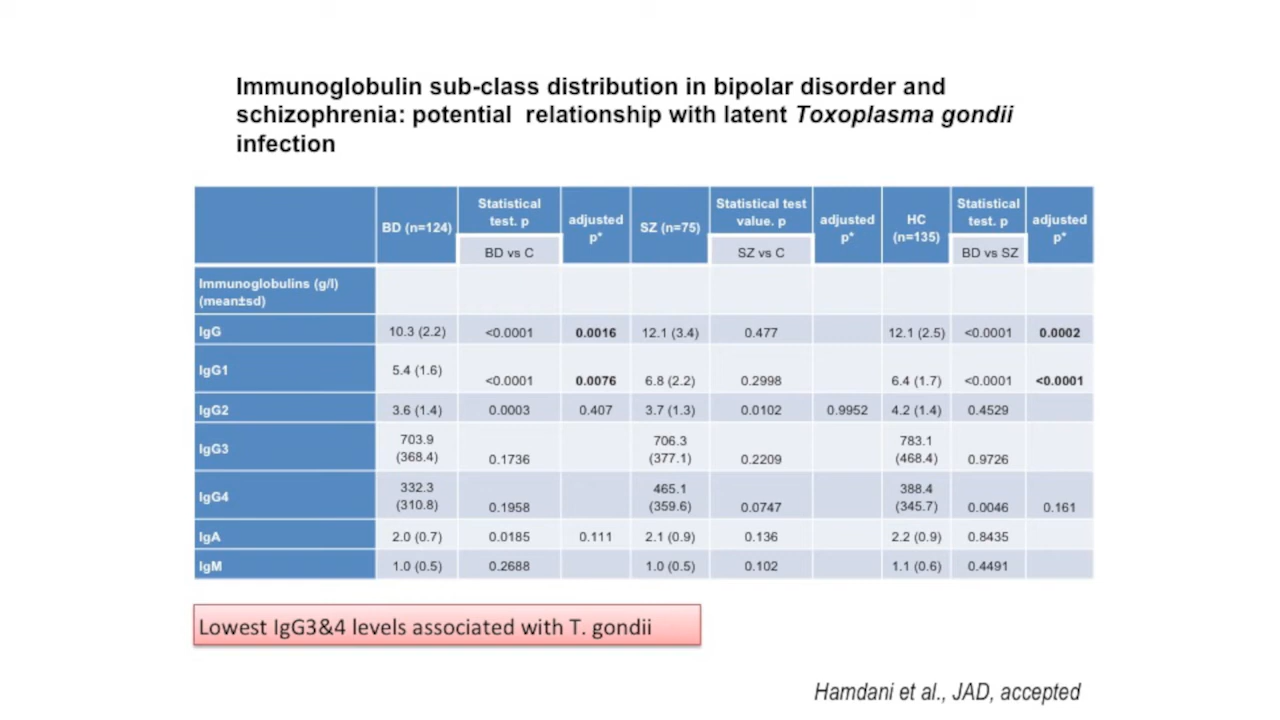 Immunoglobulin sub-class distribution in bipolar disorder and
schizophrenia: potential relationship with latent Toxoplasma gondii
infection
BD (n=124) Statistical test. p BD vs C adjusted p* SZ (n=75) Statistical test value. p SZ vs C adjusted p* HC (n=135) Statistical test. p BD vs SZ adjusted p*
Immunoglobulins (g/l) (mean±sd)
IgG 10.3 (2.2) <0.0001 0.0016 12.1 (3.4) 0.477 12.1 (2.5) <0.0001 0.0002
IgG1 5.4 (1.6) <0.0001 0.0076 6.8 (2.2) 0.2998 6.4 (1.7) <0.0001 <0.0001
IgG2 3.6 (1.4) 0.0003 0.407 3.7 (1.3) 0.0102 0.9952 4.2 (1.4) 0.4529
IgG3 703.9 (368.4) 0.1736 706.3 (377.1) 0.2209 783.1 (468.4) 0.9726
IgG4 332.3 (310.8) 0.1958 465.1 (359.6) 0.0747 388.4 (345.7) 0.0046 0.161
IgA 2.0 (0.7) 0.0185 0.111 2.1 (0.9) 0.136 2.2 (0.9) 0.8435
IgM 1.0 (0.5) 0.2688 1.0 (0.5) 0.102 1.1 (0.6) 0.4491
Lowest IgG3&4 levels associated with T. gondii
Hamdani et al., JAD, accepted